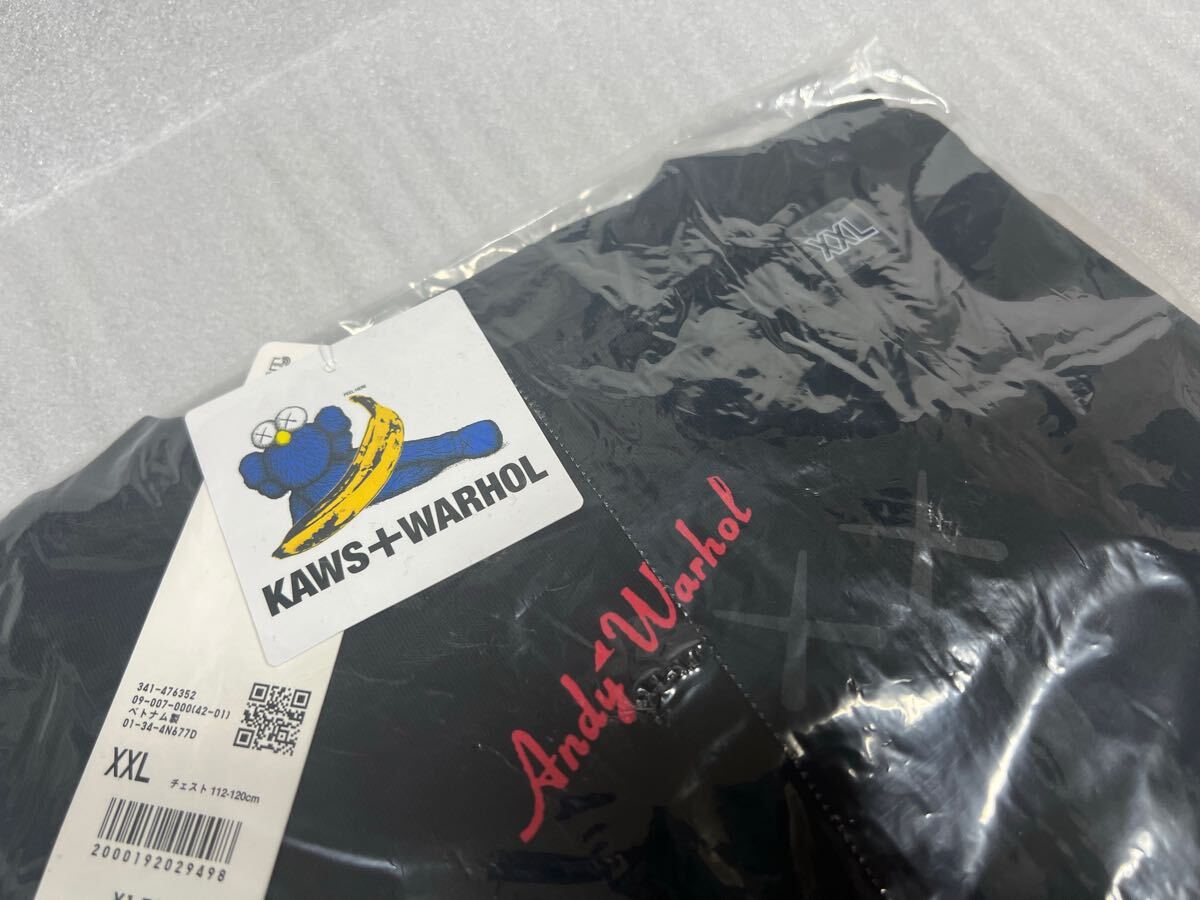 XXL
PEEL HERE
KAWS+WARHOL
Andy Warhol
341-476352
09-007-000(42-01)
ベトナム製
01-34-4N677D
XXL チェスト 112-120cm
2000192029498